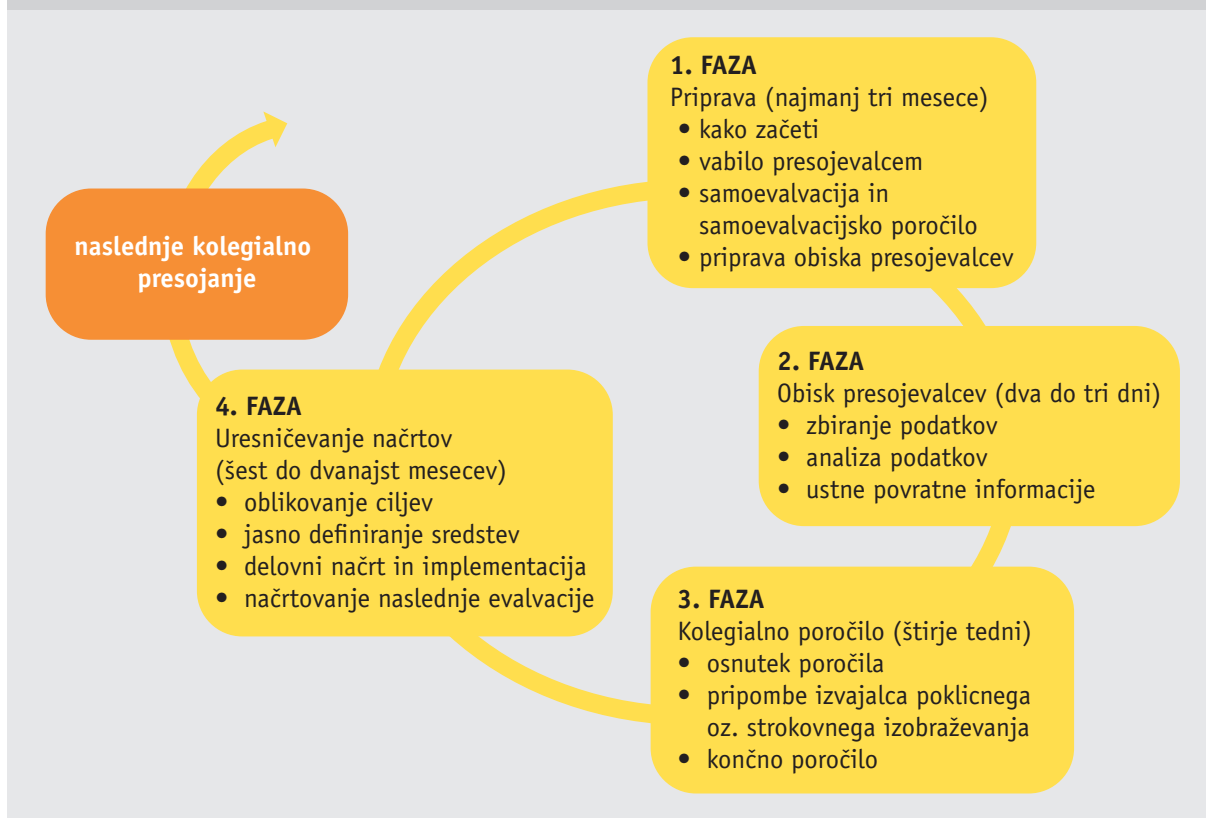 1. FAZA
Priprava (najmanj tri mesece)
• kako začeti
• vabilo presojevalcem
• samoevalvacija in
samoevalvacijsko poročilo
• priprava obiska presojevalcev
2. FAZA
Obisk presojevalcev (dva do tri dni)
• zbiranje podatkov
• analiza podatkov
• ustne povratne informacije
3. FAZA
Kolegialno poročilo (štirje tedni)
• osnutek poročila
• pripombe izvajalca poklicnega
oz. strokovnega izobraževanja
• končno poročilo
4. FAZA
Uresničevanje načrtov
(šest do dvanajst mesecev)
• oblikovanje ciljev
• jasno definiranje sredstev
• delovni načrt in implementacija
• načrtovanje naslednje evalvacije
naslednje kolegialno
presojanje